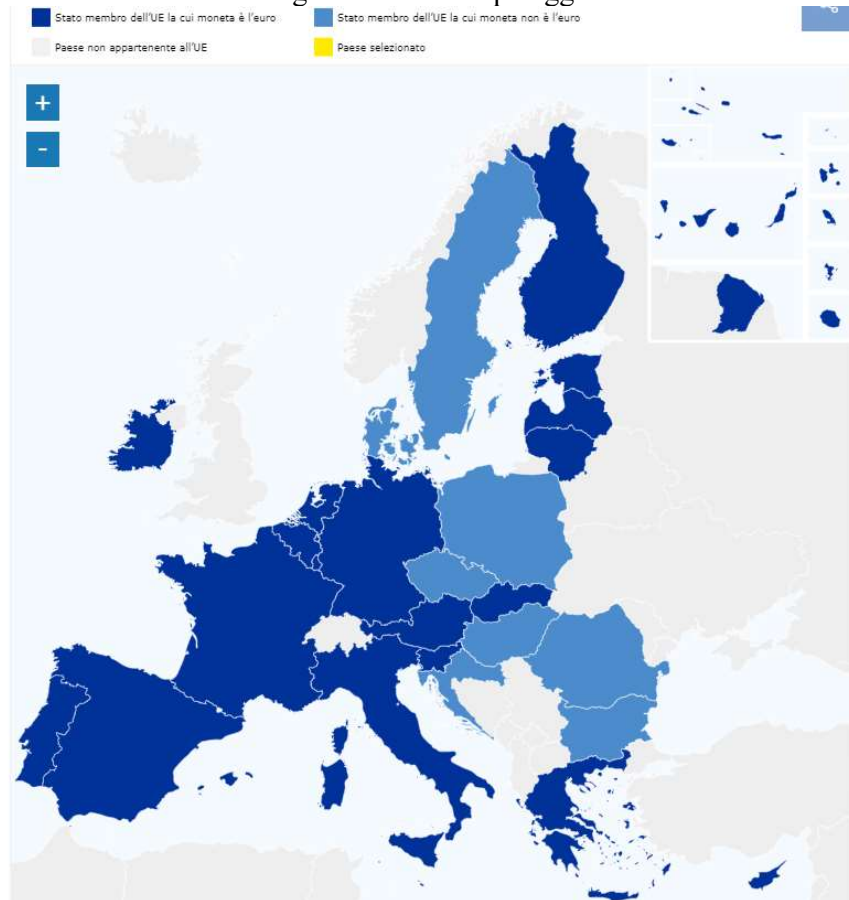 Stato membro dell'UE la cui moneta è l'euro
Stato membro dell'UE la cui moneta non è l'euro
Paese non appartenente all'UE
Paese selezionato
+
-